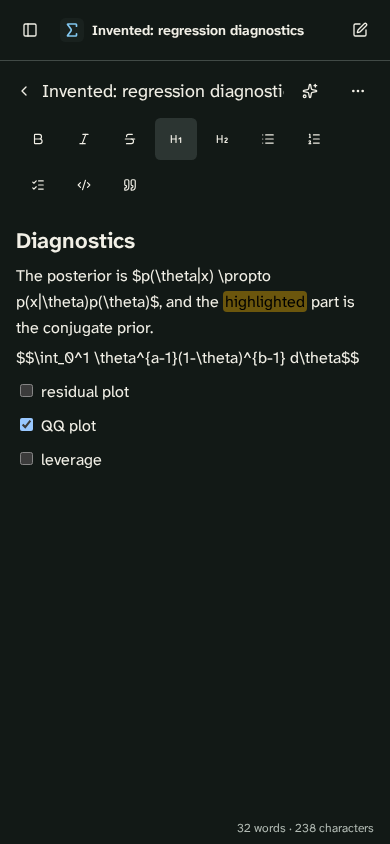 Σ Invented: regression diagnostics
Invented: regression diagnosti
B I S H1 H2
Diagnostics
The posterior is $p(\theta|x) \propto
p(x|\theta)p(\theta)$, and the highlighted part is
the conjugate prior.
$$\int_0^1 \theta^{a-1}(1-\theta)^{b-1} d\theta$$
residual plot
QQ plot
leverage
32 words · 238 characters